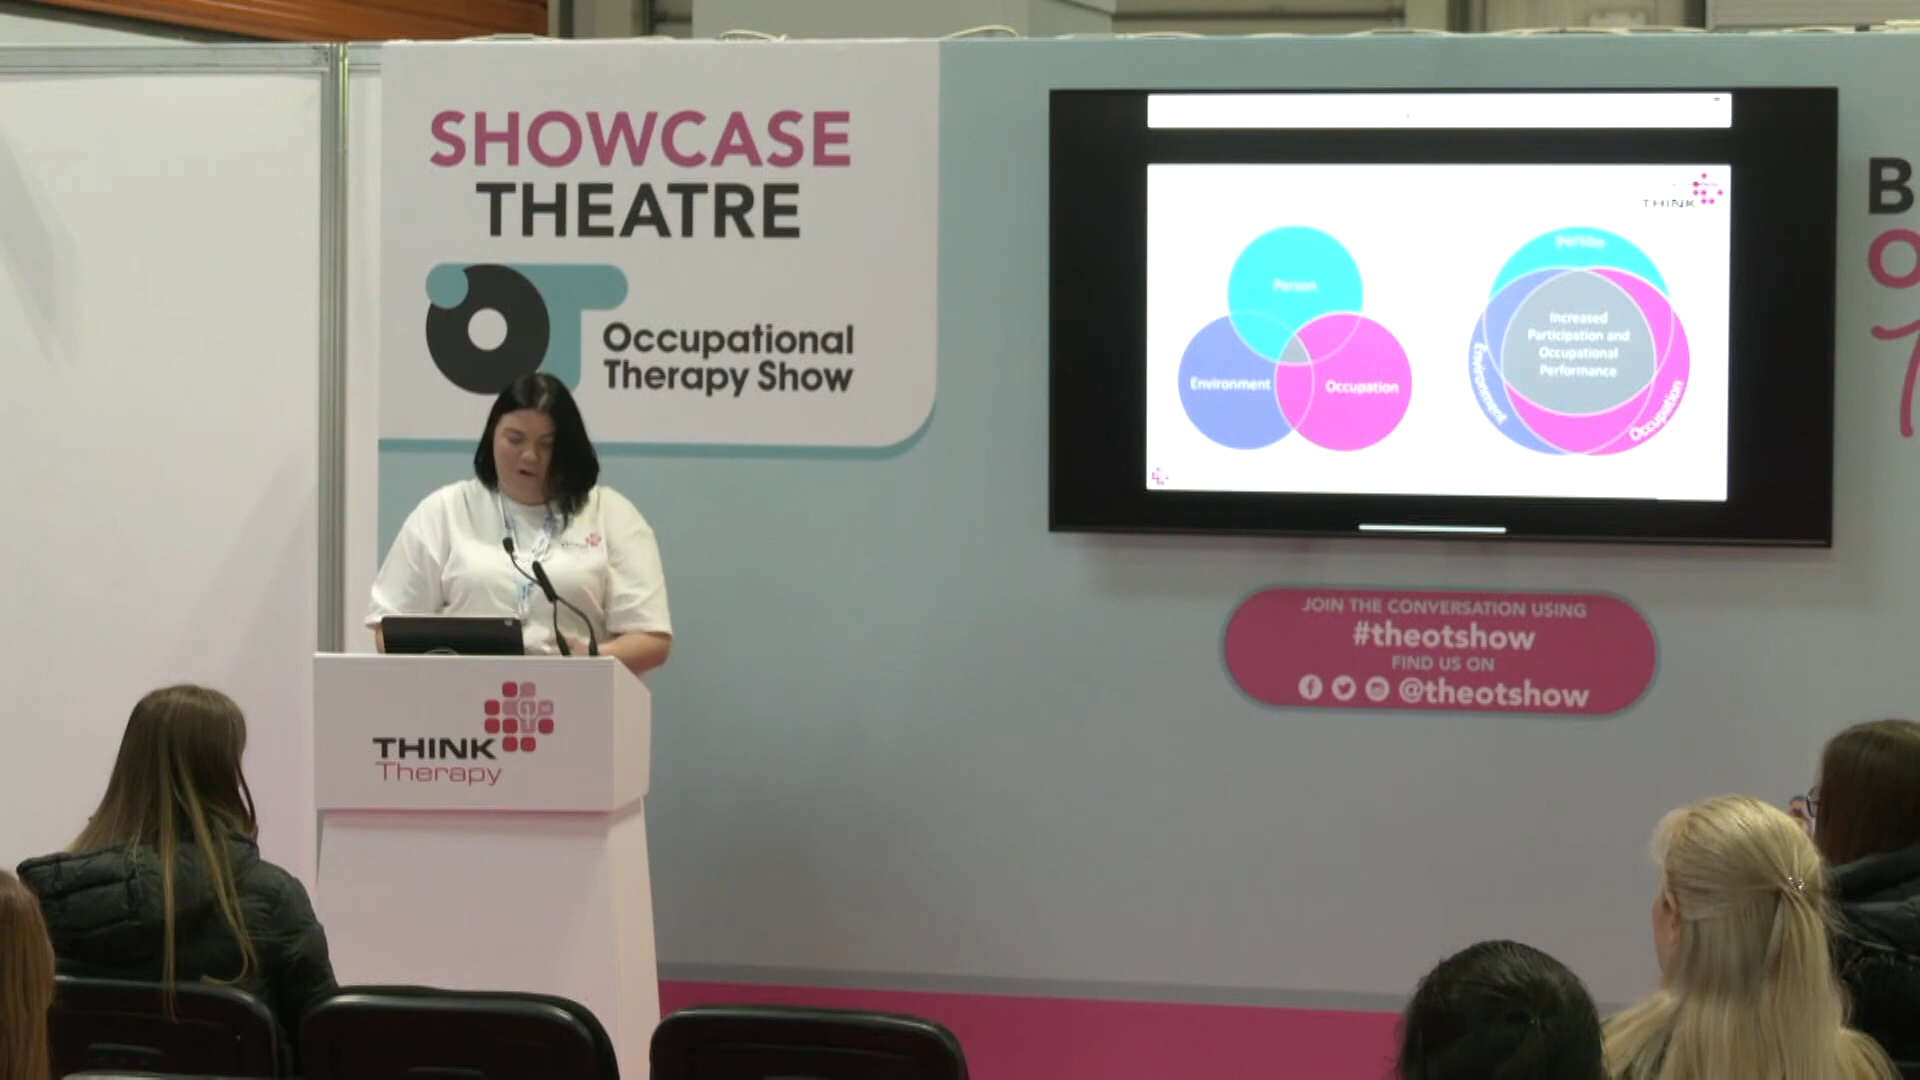 SHOWCASE
THEATRE
Occupational
Therapy Show
THINK
Person
Environment
Occupation
Person
Increased
Participation and
Occupational
Performance
Environment
Occupation
JOIN THE CONVERSATION USING
#theotshow
FIND US ON
@theotshow
THINK
Therapy
B
O
T